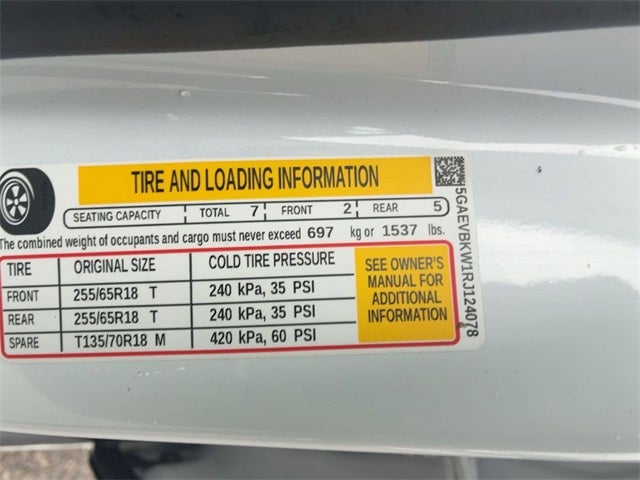 TIRE AND LOADING INFORMATION
SEATING CAPACITY TOTAL 7 FRONT 2 REAR 5
The combined weight of occupants and cargo must never exceed 697 kg or 1537 lbs.
TIRE ORIGINAL SIZE COLD TIRE PRESSURE
FRONT 255/65R18 T 240 kPa, 35 PSI
REAR 255/65R18 T 240 kPa, 35 PSI
SPARE T135/70R18 M 420 kPa, 60 PSI
SEE OWNER'S
MANUAL FOR
ADDITIONAL
INFORMATION
5GAEVBKW1RJ124078